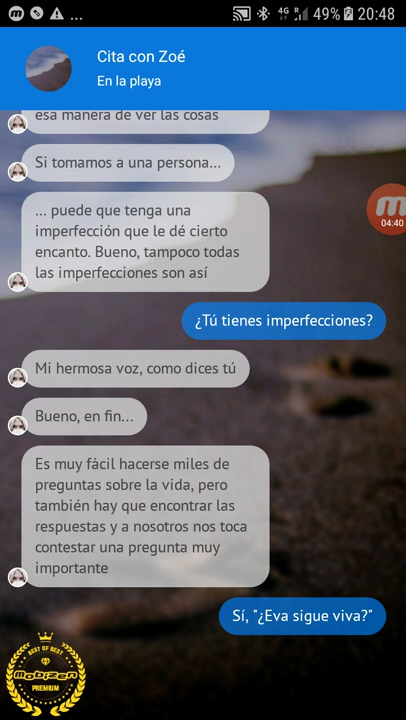 ... 4G R 49% 20:48
Cita con Zoé
En la playa
esa manera de ver las cosas
Si tomamos a una persona...
... puede que tenga una
imperfección que le dé cierto
encanto. Bueno, tampoco todas
las imperfecciones son así
04:40
¿Tú tienes imperfecciones?
Mi hermosa voz, como dices tú
Bueno, en fin...
Es muy fácil hacerse miles de
preguntas sobre la vida, pero
también hay que encontrar las
respuestas y a nosotros nos toca
contestar una pregunta muy
importante
Sí, "¿Eva sigue viva?"
BEST OF BEST
mobizen
PREMIUM